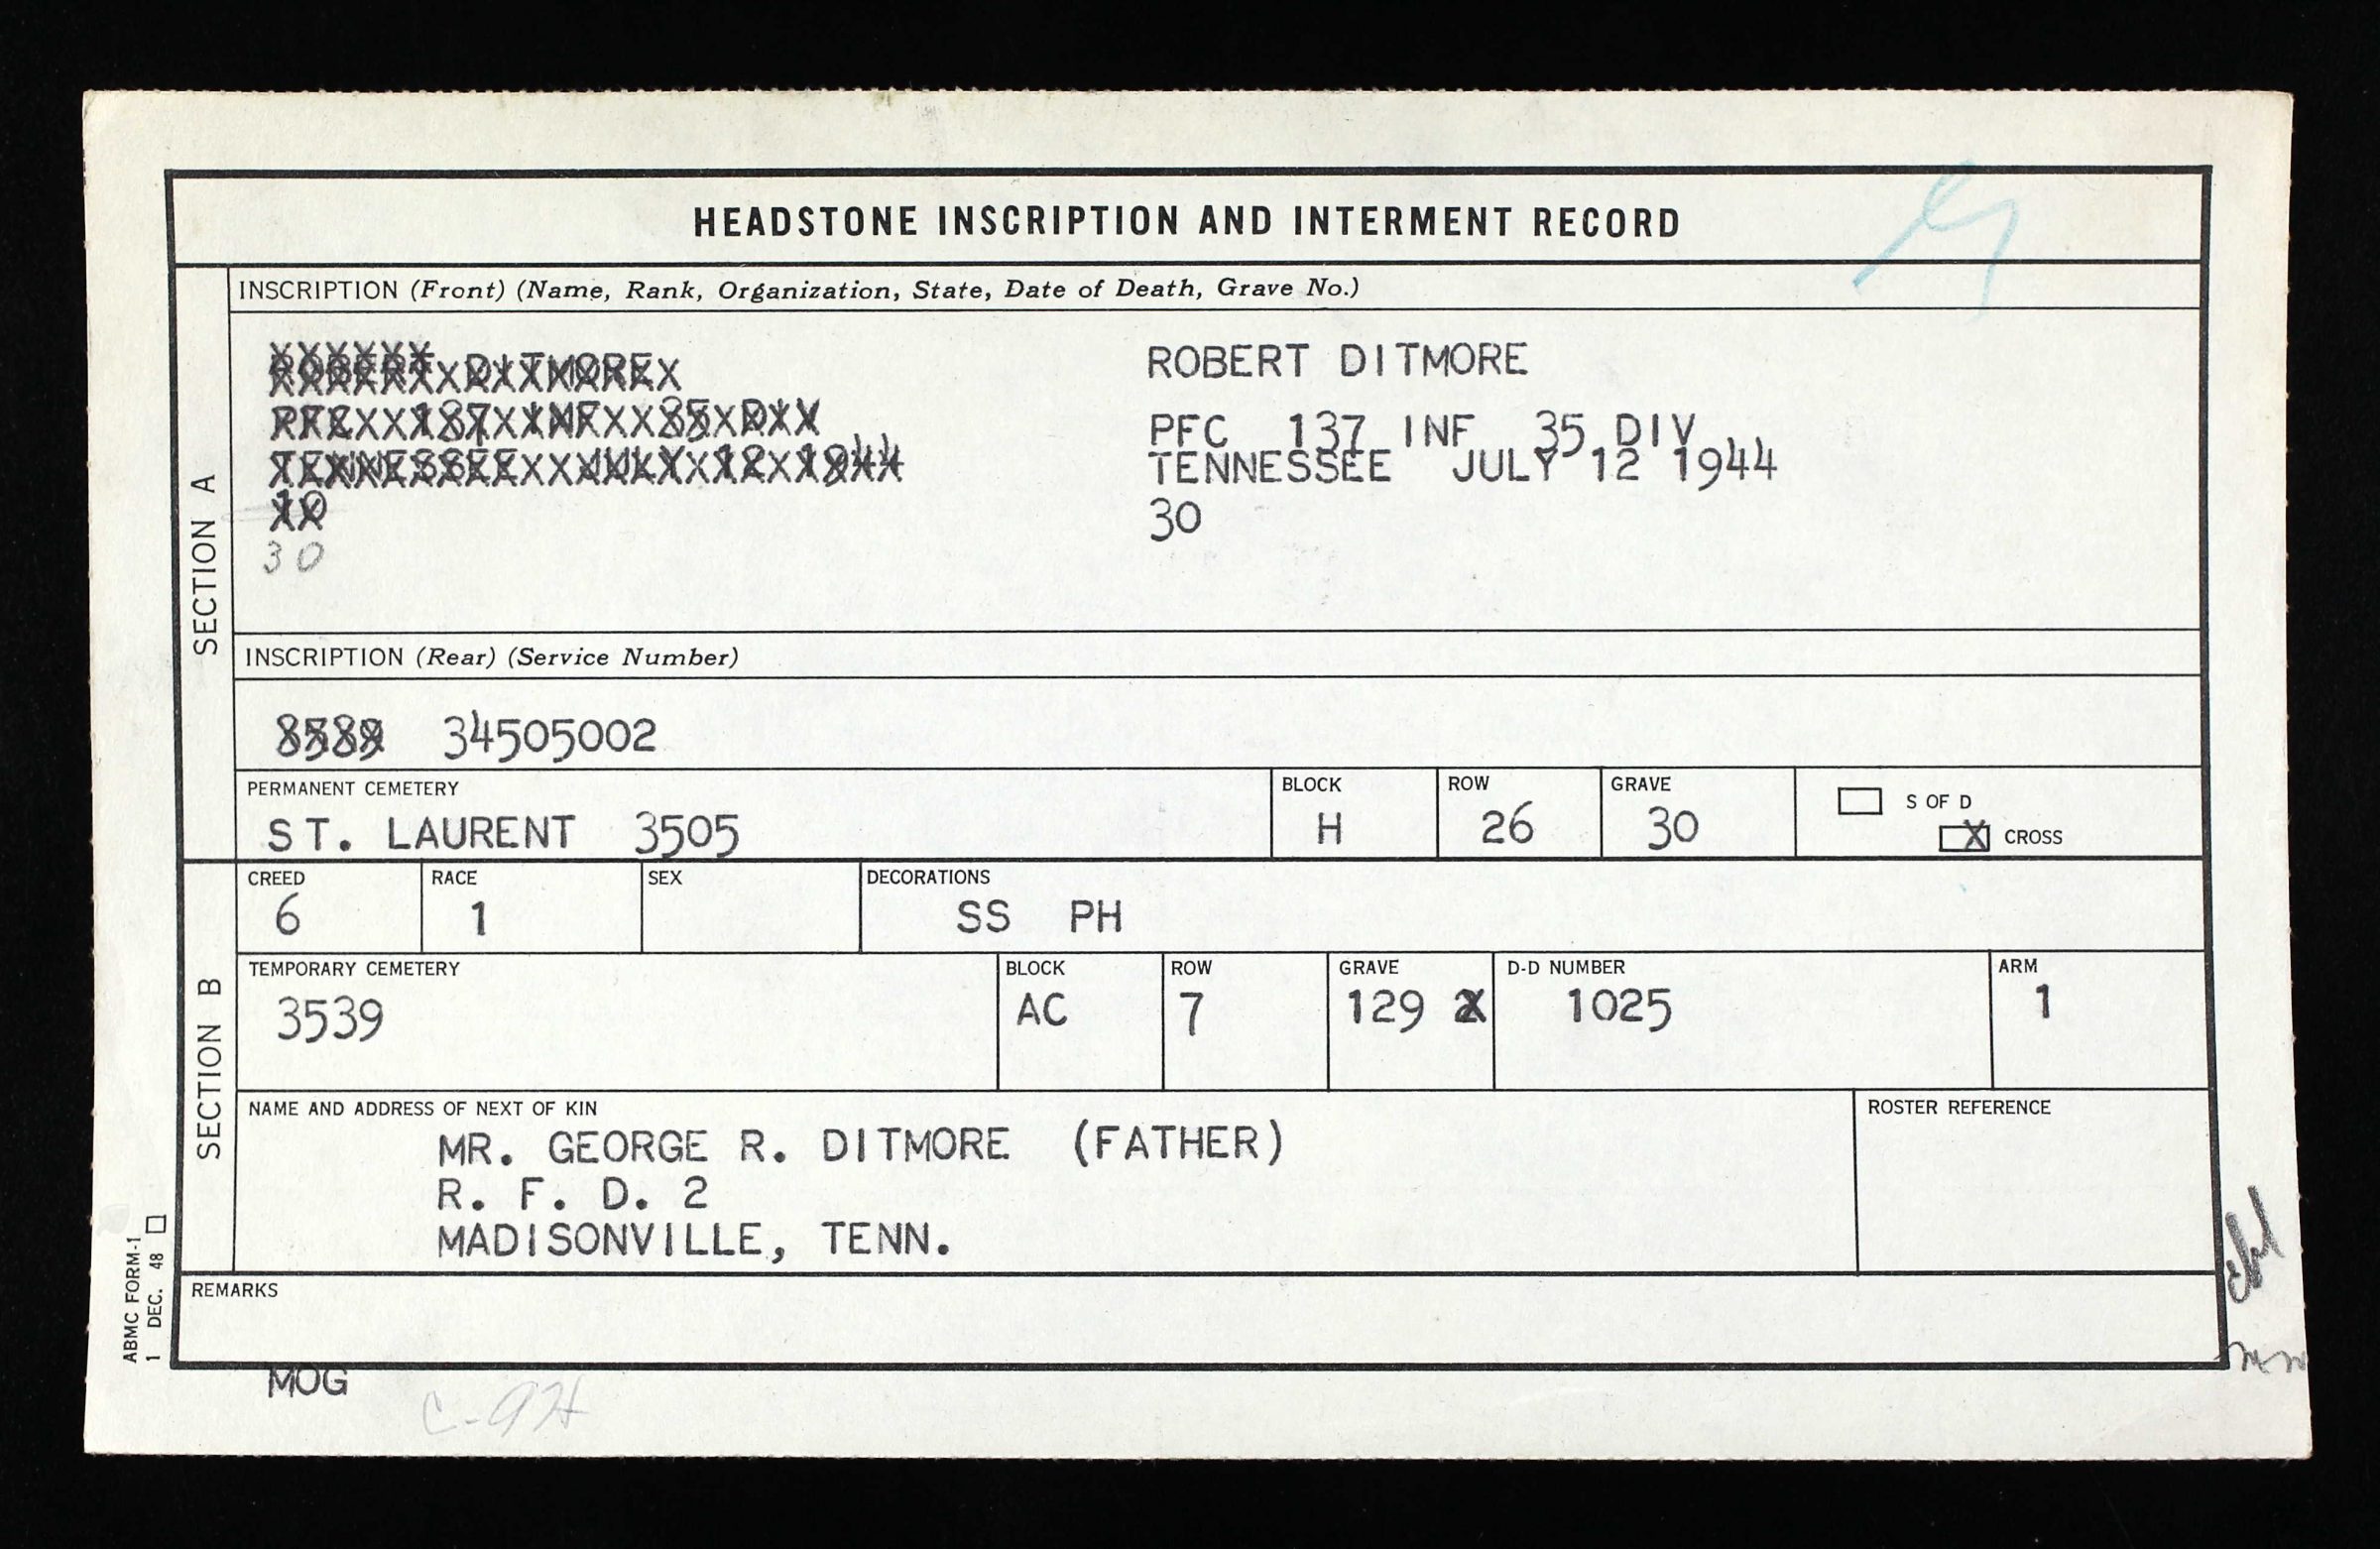 HEADSTONE INSCRIPTION AND INTERMENT RECORD
SECTION A
INSCRIPTION (Front) (Name, Rank, Organization, State, Date of Death, Grave No.)
ROBERT DITMORE
PFC 137 INF 35 DIV
TENNESSEE JULY 12 1944
30
30
INSCRIPTION (Rear) (Service Number)
34505002
PERMANENT CEMETERY BLOCK ROW GRAVE S OF D
ST. LAURENT 3505 H 26 30 X CROSS
SECTION B
CREED RACE SEX DECORATIONS
6 1 SS PH
TEMPORARY CEMETERY BLOCK ROW GRAVE D-D NUMBER ARM
3539 AC 7 129 1025 1
NAME AND ADDRESS OF NEXT OF KIN ROSTER REFERENCE
MR. GEORGE R. DITMORE (FATHER)
R. F. D. 2
MADISONVILLE, TENN.
REMARKS
ABMC FORM-1
1 DEC. 48
MOG
C-92